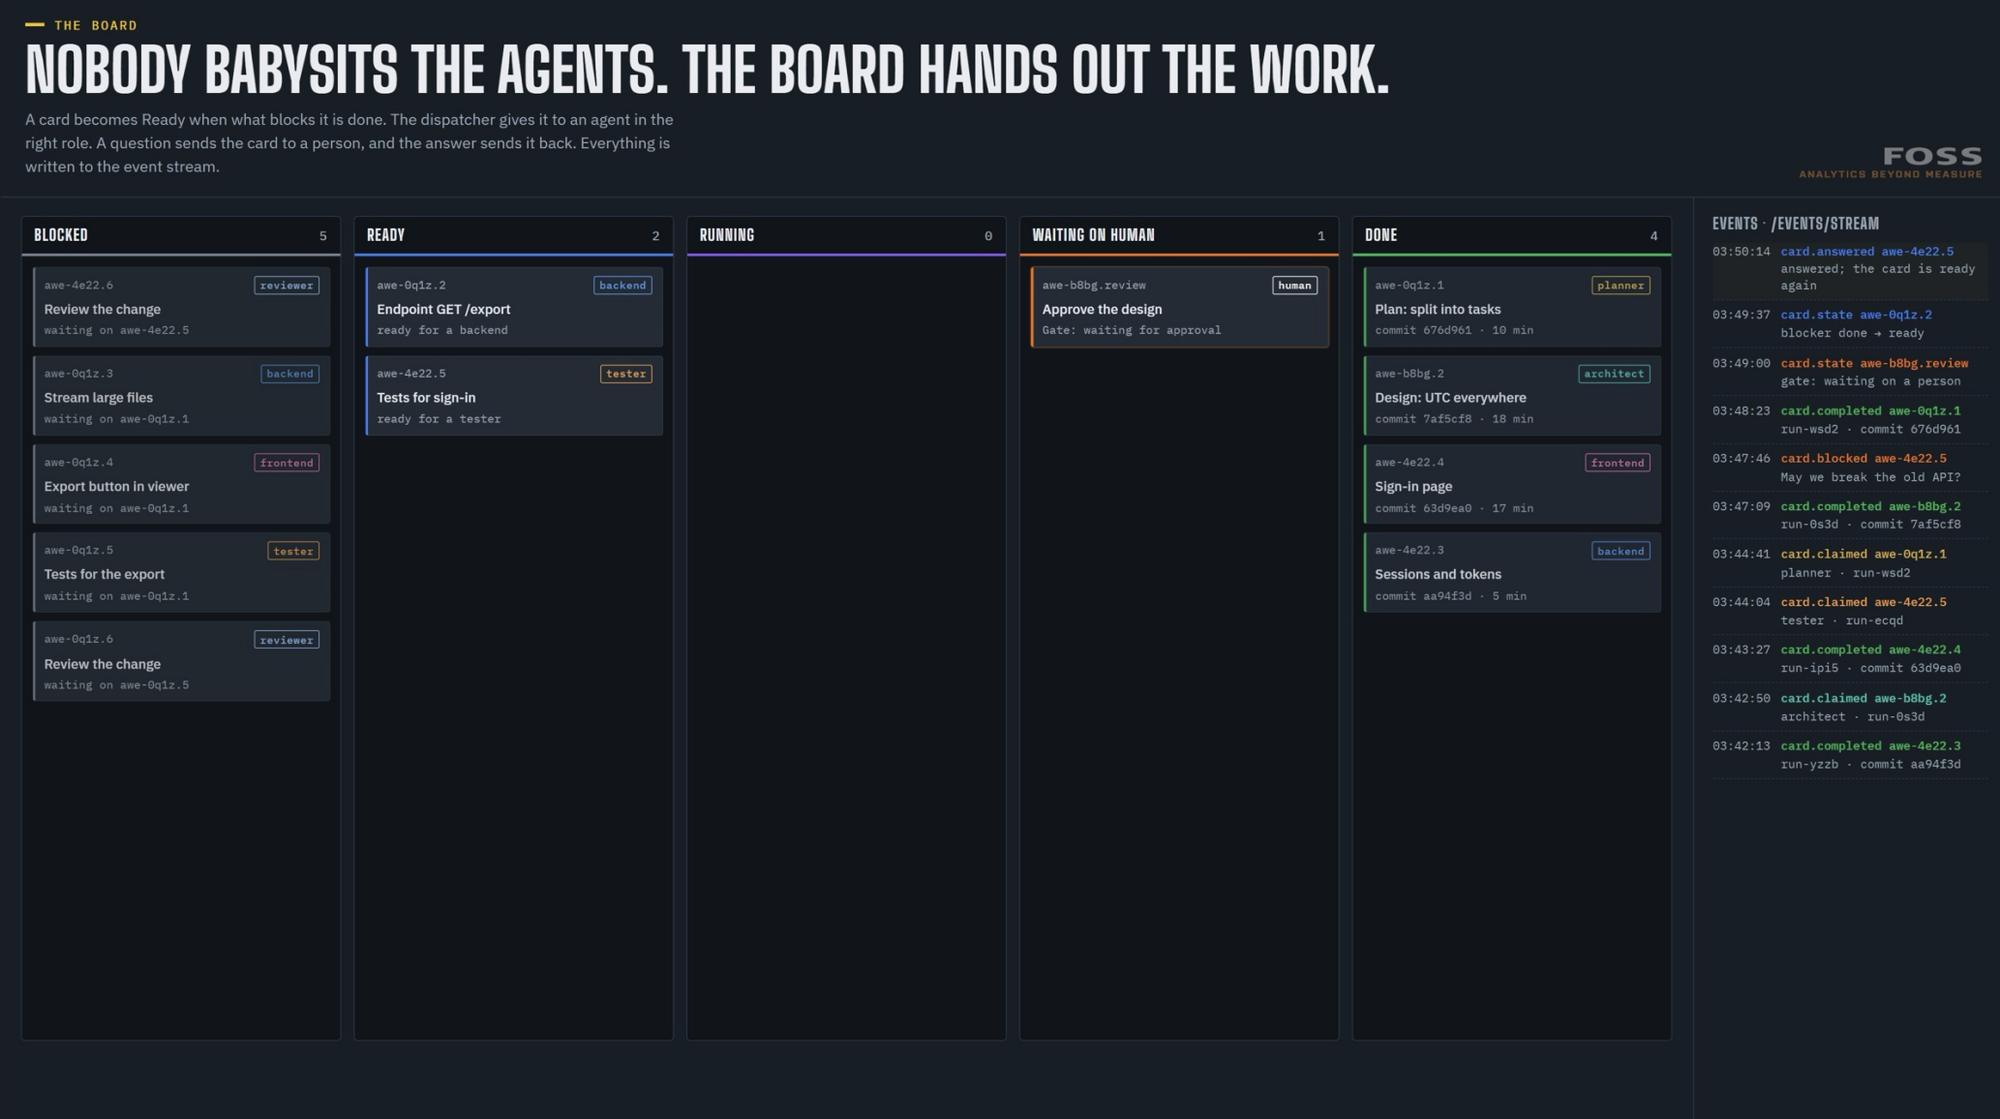 THE BOARD
NOBODY BABYSITS THE AGENTS. THE BOARD HANDS OUT THE WORK.
A card becomes Ready when what blocks it is done. The dispatcher gives it to an agent in the
right role. A question sends the card to a person, and the answer sends it back. Everything is
written to the event stream.
FOSS
ANALYTICS BEYOND MEASURE
BLOCKED 5
awe-4e22.6 reviewer
Review the change
waiting on awe-4e22.5
awe-0q1z.3 backend
Stream large files
waiting on awe-0q1z.1
awe-0q1z.4 frontend
Export button in viewer
waiting on awe-0q1z.1
awe-0q1z.5 tester
Tests for the export
waiting on awe-0q1z.1
awe-0q1z.6 reviewer
Review the change
waiting on awe-0q1z.5
READY 2
awe-0q1z.2 backend
Endpoint GET /export
ready for a backend
awe-4e22.5 tester
Tests for sign-in
ready for a tester
RUNNING 0
WAITING ON HUMAN 1
awe-b8bg.review human
Approve the design
Gate: waiting for approval
DONE 4
awe-0q1z.1 planner
Plan: split into tasks
commit 676d961 · 10 min
awe-b8bg.2 architect
Design: UTC everywhere
commit 7af5cf8 · 18 min
awe-4e22.4 frontend
Sign-in page
commit 63d9ea0 · 17 min
awe-4e22.3 backend
Sessions and tokens
commit aa94f3d · 5 min
EVENTS · /EVENTS/STREAM
03:50:14 card.answered awe-4e22.5
answered; the card is ready
again
03:49:37 card.state awe-0q1z.2
blocker done → ready
03:49:00 card.state awe-b8bg.review
gate: waiting on a person
03:48:23 card.completed awe-0q1z.1
run-wsd2 · commit 676d961
03:47:46 card.blocked awe-4e22.5
May we break the old API?
03:47:09 card.completed awe-b8bg.2
run-0s3d · commit 7af5cf8
03:44:41 card.claimed awe-0q1z.1
planner · run-wsd2
03:44:04 card.claimed awe-4e22.5
tester · run-ecqd
03:43:27 card.completed awe-4e22.4
run-ipi5 · commit 63d9ea0
03:42:50 card.claimed awe-b8bg.2
architect · run-0s3d
03:42:13 card.completed awe-4e22.3
run-yzzb · commit aa94f3d